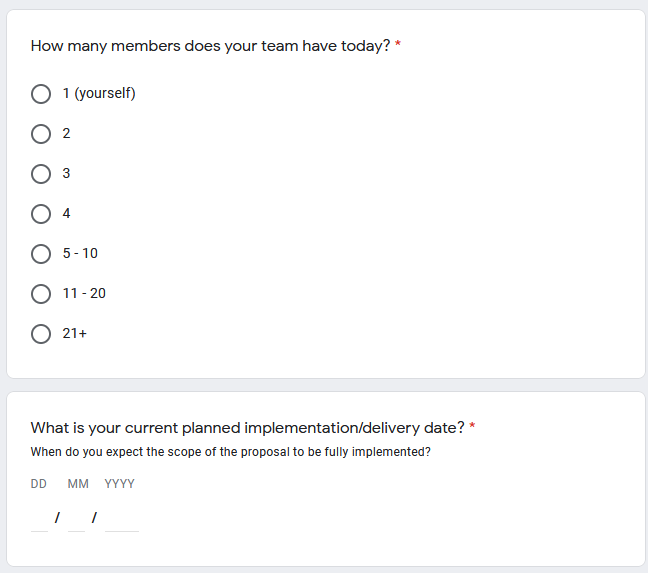 How many members does your team have today? *
1 (yourself)
2
3
4
5 - 10
11 - 20
21+
What is your current planned implementation/delivery date? *
When do you expect the scope of the proposal to be fully implemented?
DD MM YYYY
/ /